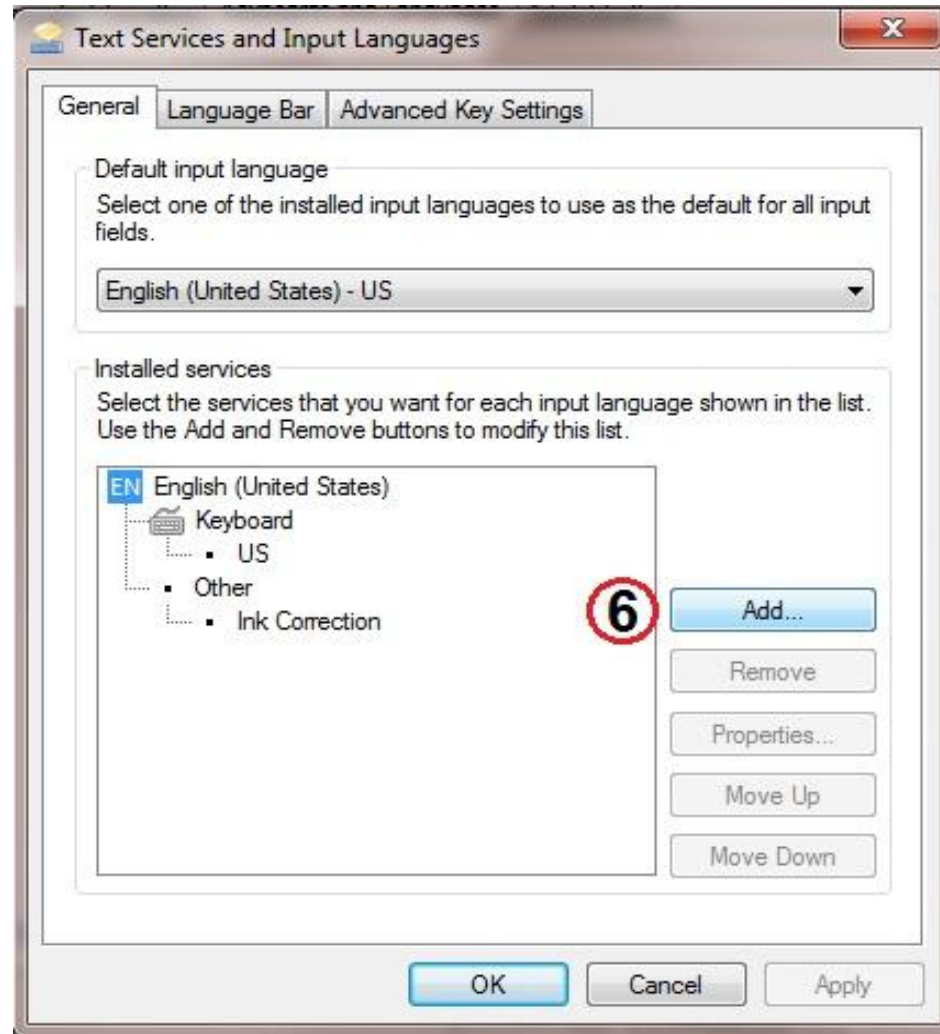 Text Services and Input Languages
General
Language Bar
Advanced Key Settings
Default input language
Select one of the installed input languages to use as the default for all input
fields.
English (United States) - US
Installed services
Select the services that you want for each input language shown in the list.
Use the Add and Remove buttons to modify this list.
EN English (United States)
Keyboard
US
Other
Ink Correction
6
Add...
Remove
Properties...
Move Up
Move Down
OK
Cancel
Apply